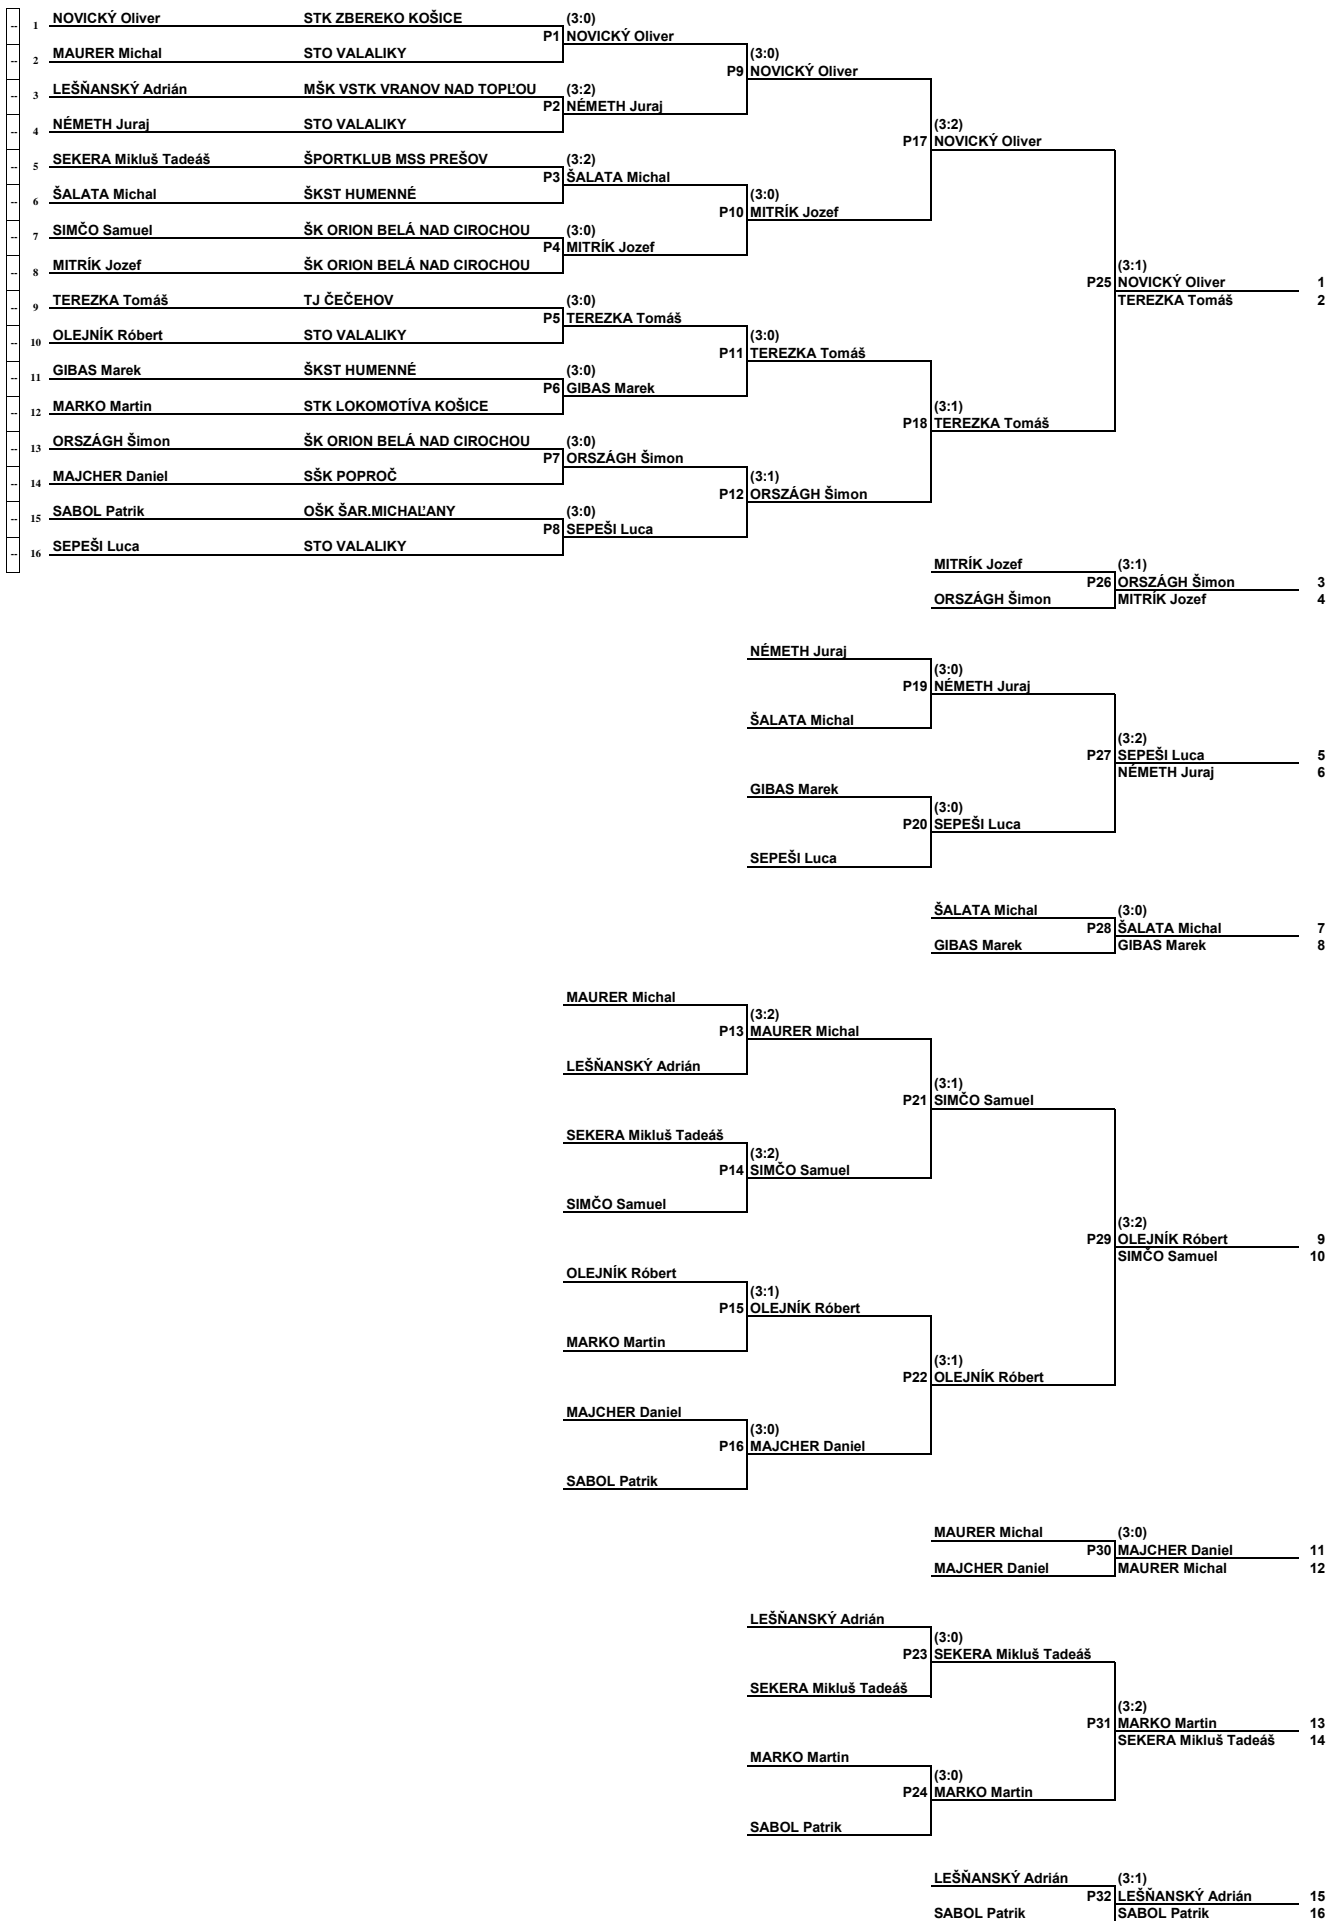 -- 1 NOVICKÝ Oliver STK ZBEREKO KOŠICE (3:0)
P1 NOVICKÝ Oliver
-- 2 MAURER Michal STO VALALIKY (3:0)
P9 NOVICKÝ Oliver
-- 3 LEŠŇANSKÝ Adrián MŠK VSTK VRANOV NAD TOPĽOU (3:2)
P2 NÉMETH Juraj
-- 4 NÉMETH Juraj STO VALALIKY (3:2)
P17 NOVICKÝ Oliver
-- 5 SEKERA Mikluš Tadeáš ŠPORTKLUB MSS PREŠOV (3:2)
P3 ŠALATA Michal
-- 6 ŠALATA Michal ŠKST HUMENNÉ (3:0)
P10 MITRÍK Jozef
-- 7 SIMČO Samuel ŠK ORION BELÁ NAD CIROCHOU (3:0)
P4 MITRÍK Jozef
-- 8 MITRÍK Jozef ŠK ORION BELÁ NAD CIROCHOU (3:1)
P25 NOVICKÝ Oliver 1
-- 9 TEREZKA Tomáš TJ ČEČEHOV (3:0) TEREZKA Tomáš 2
P5 TEREZKA Tomáš
-- 10 OLEJNÍK Róbert STO VALALIKY (3:0)
P11 TEREZKA Tomáš
-- 11 GIBAS Marek ŠKST HUMENNÉ (3:0)
P6 GIBAS Marek
-- 12 MARKO Martin STK LOKOMOTÍVA KOŠICE (3:1)
P18 TEREZKA Tomáš
-- 13 ORSZÁGH Šimon ŠK ORION BELÁ NAD CIROCHOU (3:0)
P7 ORSZÁGH Šimon
-- 14 MAJCHER Daniel SŠK POPROČ (3:1)
P12 ORSZÁGH Šimon
-- 15 SABOL Patrik OŠK ŠAR.MICHAĽANY (3:0)
P8 SEPEŠI Luca
-- 16 SEPEŠI Luca STO VALALIKY
MITRÍK Jozef (3:1)
P26 ORSZÁGH Šimon 3
ORSZÁGH Šimon MITRÍK Jozef 4
NÉMETH Juraj
(3:0)
P19 NÉMETH Juraj
ŠALATA Michal
(3:2)
P27 SEPEŠI Luca 5
NÉMETH Juraj 6
GIBAS Marek
(3:0)
P20 SEPEŠI Luca
SEPEŠI Luca
ŠALATA Michal (3:0)
P28 ŠALATA Michal 7
GIBAS Marek GIBAS Marek 8
MAURER Michal
(3:2)
P13 MAURER Michal
LEŠŇANSKÝ Adrián
(3:1)
P21 SIMČO Samuel
SEKERA Mikluš Tadeáš
(3:2)
P14 SIMČO Samuel
SIMČO Samuel
(3:2)
P29 OLEJNÍK Róbert 9
SIMČO Samuel 10
OLEJNÍK Róbert
(3:1)
P15 OLEJNÍK Róbert
MARKO Martin
(3:1)
P22 OLEJNÍK Róbert
MAJCHER Daniel
(3:0)
P16 MAJCHER Daniel
SABOL Patrik
MAURER Michal (3:0)
P30 MAJCHER Daniel 11
MAJCHER Daniel MAURER Michal 12
LEŠŇANSKÝ Adrián
(3:0)
P23 SEKERA Mikluš Tadeáš
SEKERA Mikluš Tadeáš
(3:2)
P31 MARKO Martin 13
SEKERA Mikluš Tadeáš 14
MARKO Martin
(3:0)
P24 MARKO Martin
SABOL Patrik
LEŠŇANSKÝ Adrián (3:1)
P32 LEŠŇANSKÝ Adrián 15
SABOL Patrik SABOL Patrik 16